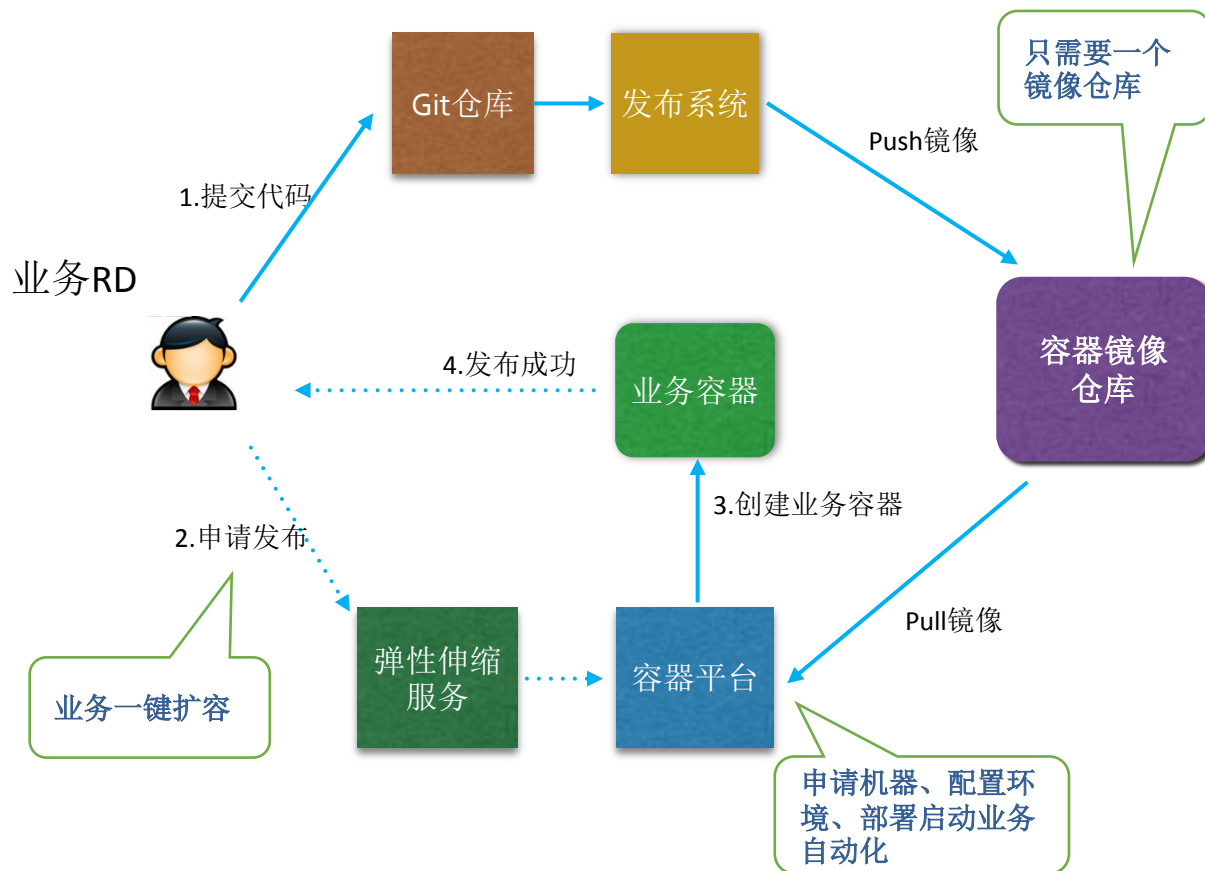 只需要一个
镜像仓库
Git仓库
发布系统
Push镜像
1.提交代码
业务RD
容器镜像
仓库
4.发布成功
业务容器
3.创建业务容器
2.申请发布
Pull镜像
弹性伸缩
服务
容器平台
业务一键扩容
申请机器、配置环
境、部署启动业务
自动化